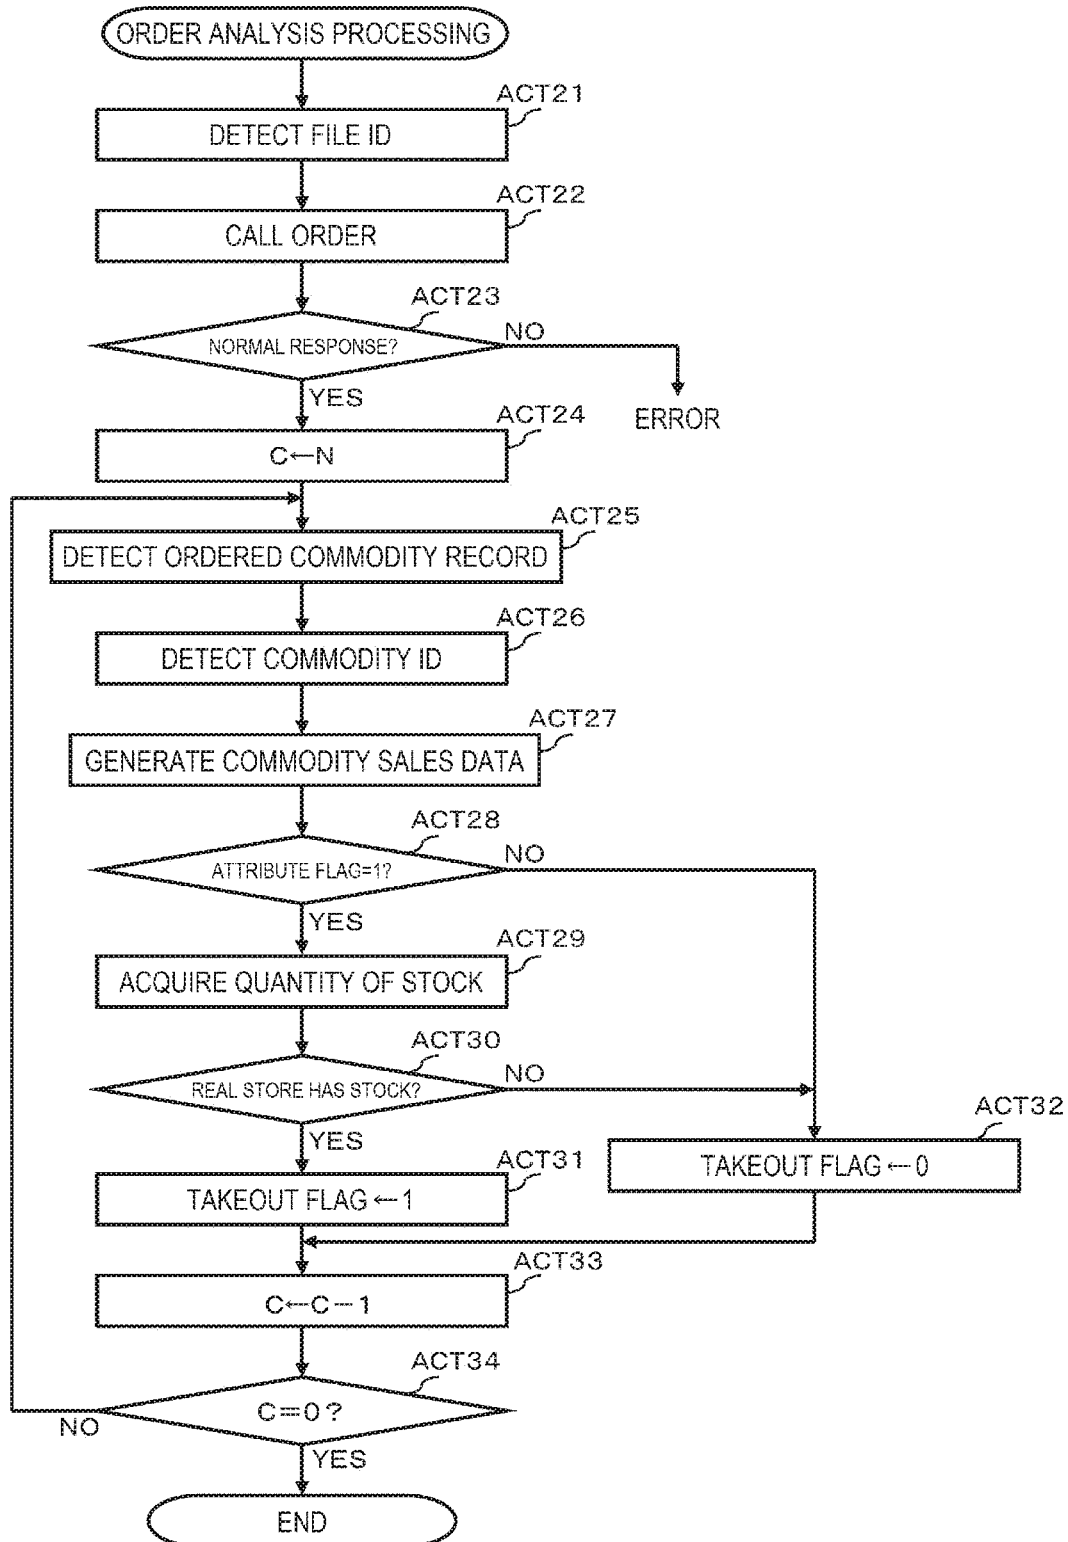 ORDER ANALYSIS PROCESSING
ACT21
DETECT FILE ID
ACT22
CALL ORDER
ACT23
NORMAL RESPONSE?
NO
YES
ERROR
ACT24
C←N
ACT25
DETECT ORDERED COMMODITY RECORD
ACT26
DETECT COMMODITY ID
ACT27
GENERATE COMMODITY SALES DATA
ACT28
ATTRIBUTE FLAG=1?
NO
YES
ACT29
ACQUIRE QUANTITY OF STOCK
ACT30
REAL STORE HAS STOCK?
NO
YES
ACT31
TAKEOUT FLAG ←1
ACT32
TAKEOUT FLAG ←0
ACT33
C←C−1
ACT34
C=0?
NO
YES
END